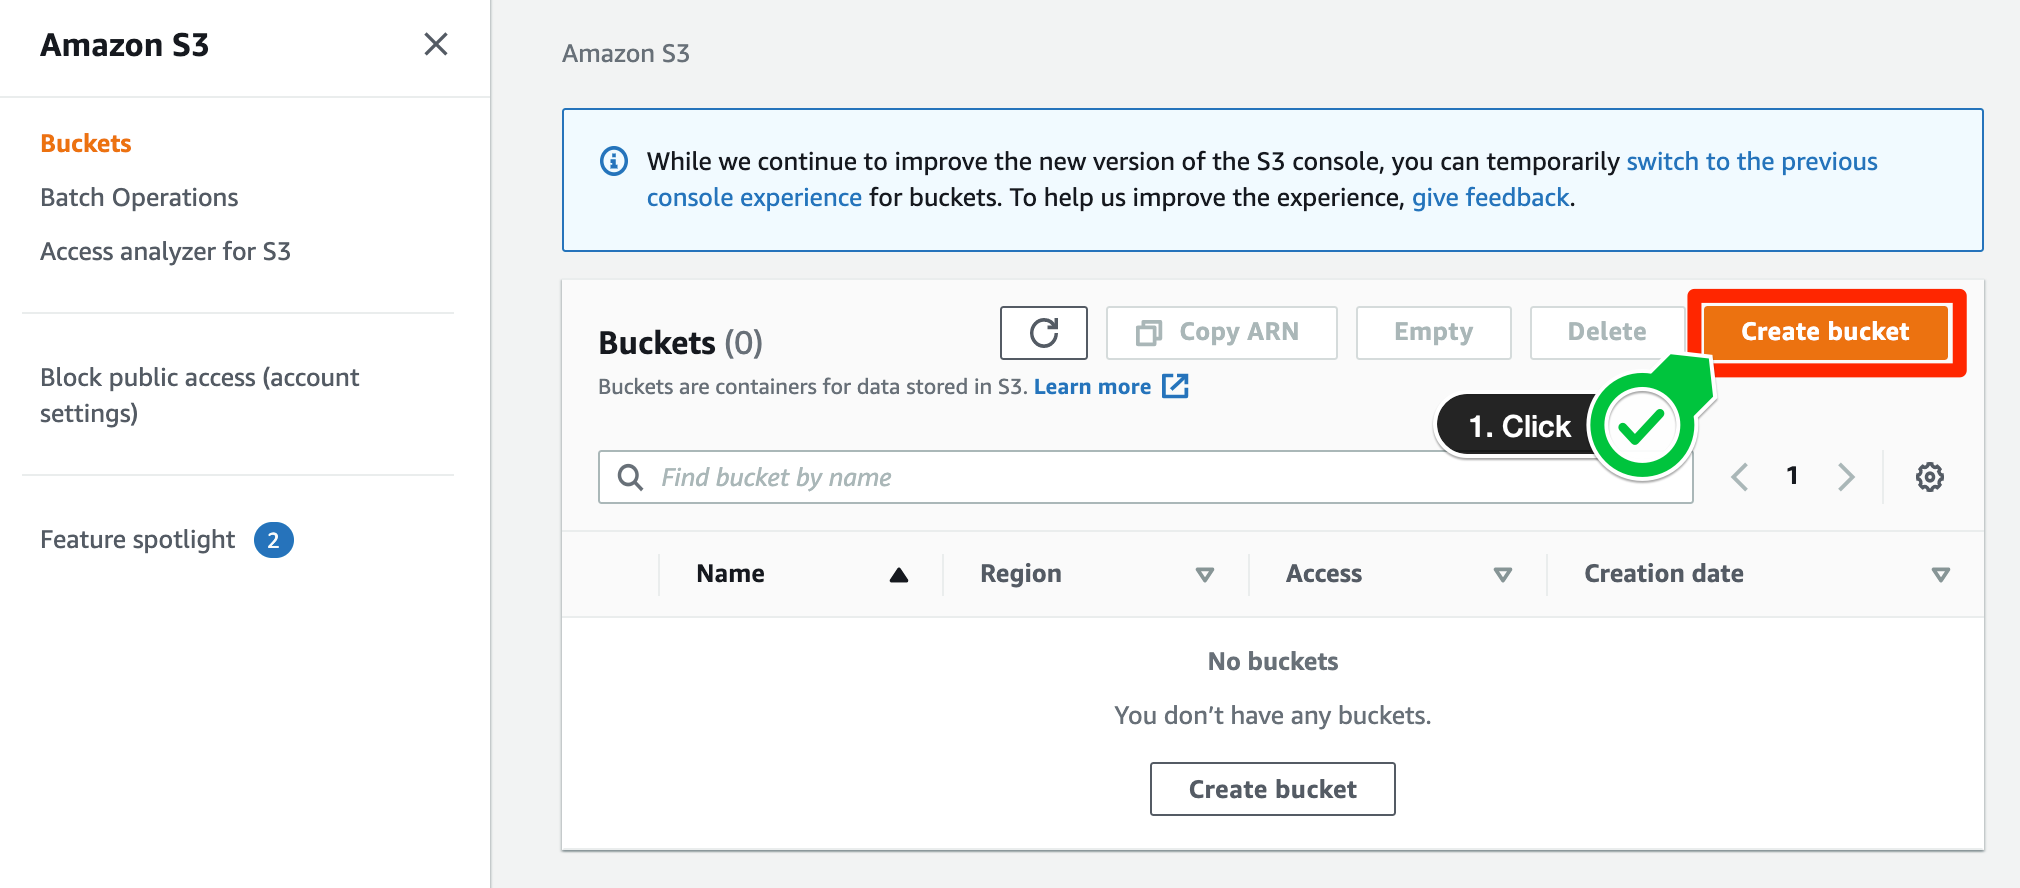 Amazon S3
Buckets
Batch Operations
Access analyzer for S3
Block public access (account
settings)
Feature spotlight 2
Amazon S3
While we continue to improve the new version of the S3 console, you can temporarily switch to the previous
console experience for buckets. To help us improve the experience, give feedback.
Buckets (0)
Copy ARN
Empty
Delete
Create bucket
Buckets are containers for data stored in S3. Learn more
1. Click
Find bucket by name
1
Name
Region
Access
Creation date
No buckets
You don’t have any buckets.
Create bucket